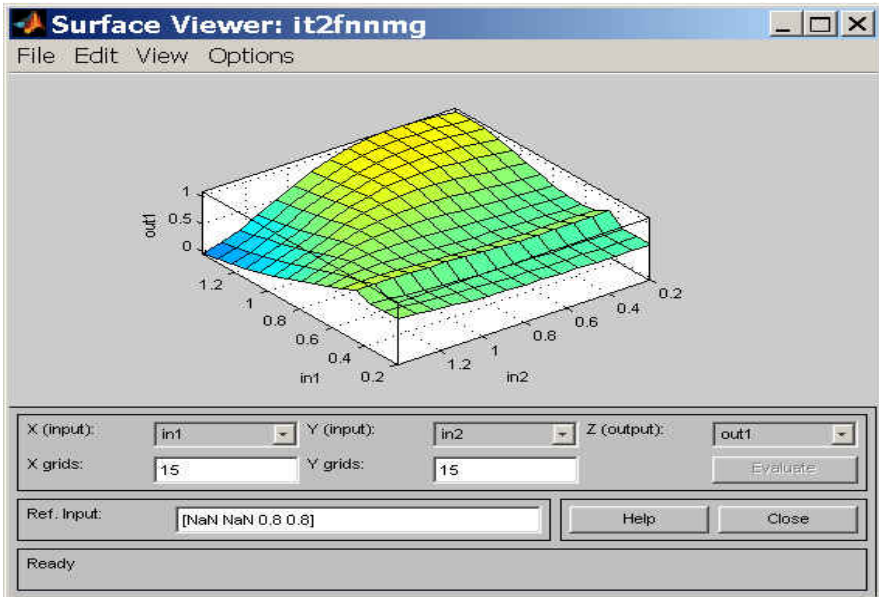 Surface Viewer: it2fnnmg
File Edit View Options
1
0.5
0
out1
1.2
1
0.8
0.6
0.4
0.2
in1
1.2
1
0.8
0.6
0.4
0.2
in2
X (input): in1 Y (input): in2 Z (output): out1
X grids: 15 Y grids: 15 Evaluate
Ref. Input: [NaN NaN 0.8 0.8] Help Close
Ready